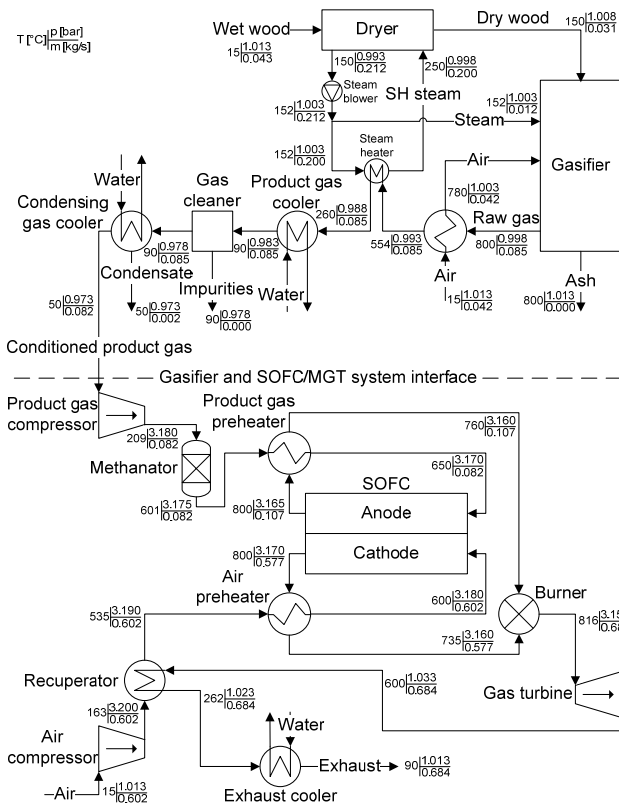 T [°C] p [bar]
m [kg/s]
Wet wood
15 1.013
0.043
Dryer
Dry wood
150 1.008
0.031
150 0.993
0.212
250 0.998
0.200
Steam
blower
SH steam
152 1.003
0.212
152 1.003
0.012
Steam
152 1.003
0.200
Steam
heater
Air
Gasifier
780 1.003
0.042
Water
Condensing
gas cooler
Gas
cleaner
Product gas
cooler
260 0.988
0.085
Raw gas
90 0.978
0.085
90 0.983
0.085
554 0.993
0.085
800 0.998
0.085
Condensate
Impurities
Water
Air
Ash
50 0.973
0.082
50 0.973
0.002
90 0.978
0.000
15 1.013
0.042
800 1.013
0.000
Conditioned product gas
Gasifier and SOFC/MGT system interface
Product gas
compressor
Product gas
preheater
760 3.160
0.107
209 3.180
0.082
Methanator
650 3.170
0.082
SOFC
601 3.175
0.082
800 3.165
0.107
Anode
800 3.170
0.577
Cathode
Air
preheater
600 3.180
0.602
Burner
535 3.190
0.602
735 3.160
0.577
816 3.15
0.68
Recuperator
262 1.023
0.684
600 1.033
0.684
Gas turbine
163 3.200
0.602
Water
Air
compressor
Exhaust
90 1.013
0.684
Air
15 1.013
0.602
Exhaust cooler